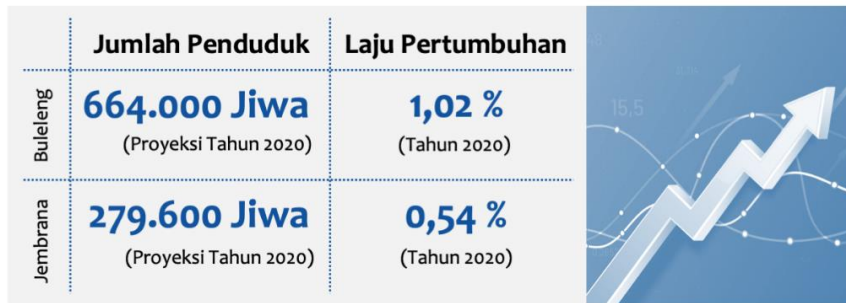 Jumlah Penduduk
Laju Pertumbuhan
Buleleng
664.000 Jiwa
(Proyeksi Tahun 2020)
1,02 %
(Tahun 2020)
Jembrana
279.600 Jiwa
(Proyeksi Tahun 2020)
0,54 %
(Tahun 2020)
15,5